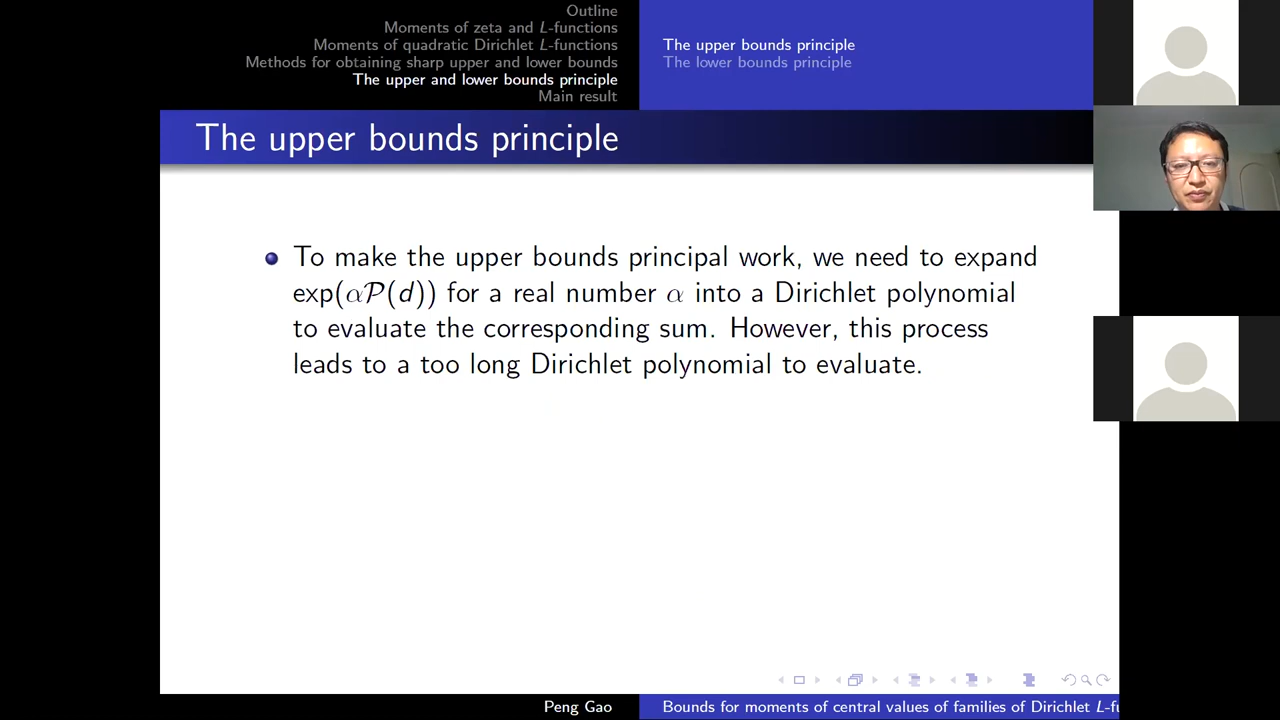 Outline
Moments of zeta and L-functions
Moments of quadratic Dirichlet L-functions
Methods for obtaining sharp upper and lower bounds
The upper and lower bounds principle
Main result
The upper bounds principle
The lower bounds principle
The upper bounds principle
To make the upper bounds principal work, we need to expand
exp(α𝒫(d)) for a real number α into a Dirichlet polynomial
to evaluate the corresponding sum. However, this process
leads to a too long Dirichlet polynomial to evaluate.
Peng Gao
Bounds for moments of central values of families of Dirichlet L-fu